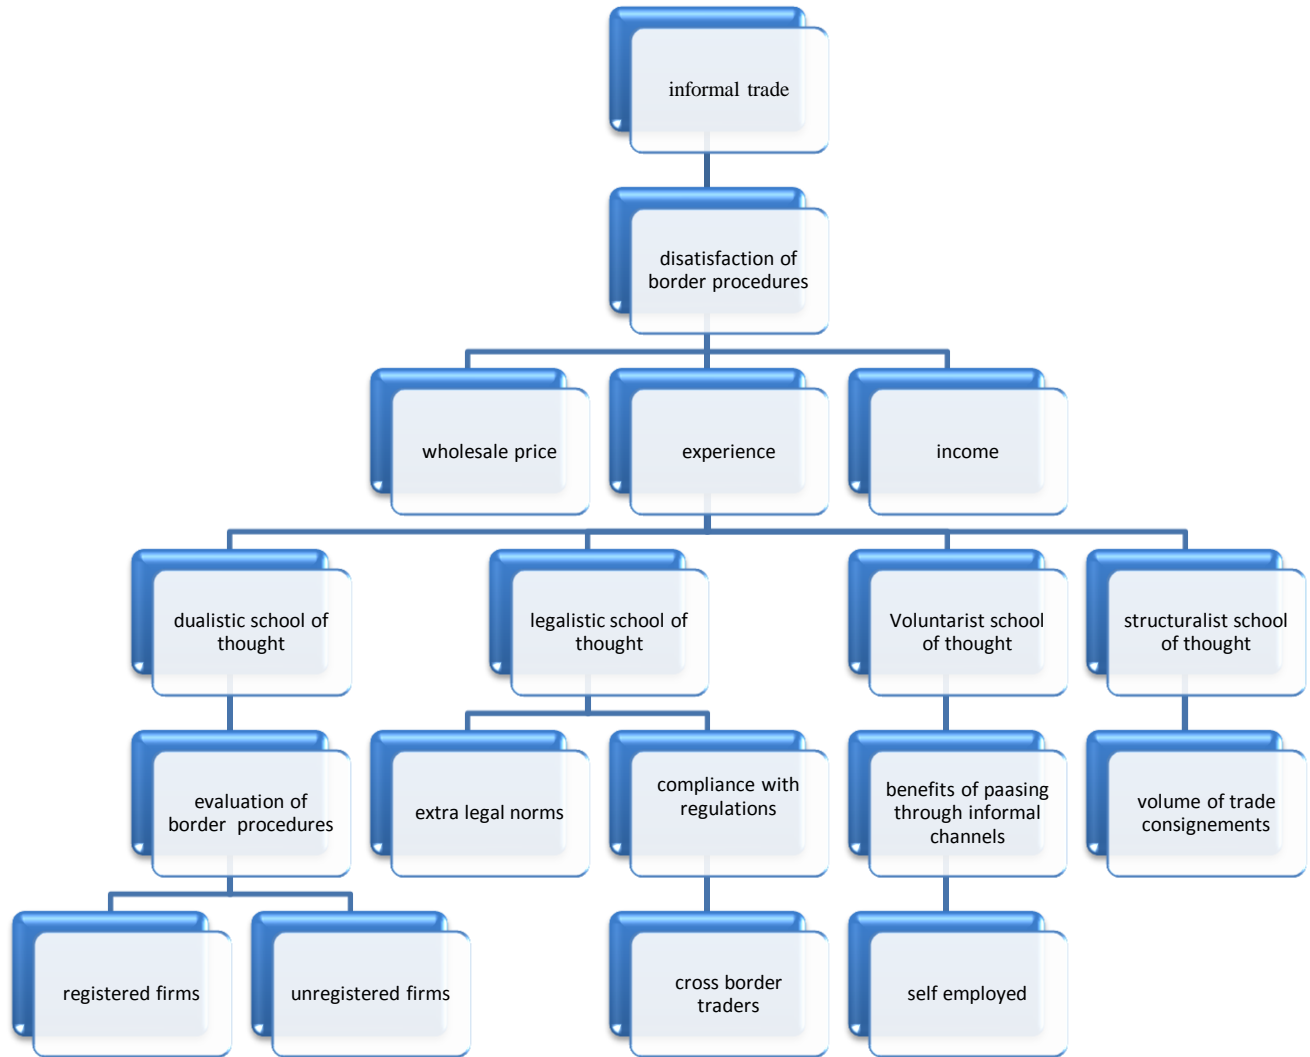 informal trade
disatisfaction of
border procedures
wholesale price
experience
income
dualistic school of
thought
legalistic school of
thought
Voluntarist school
of thought
structuralist school
of thought
evaluation of
border procedures
extra legal norms
compliance with
regulations
benefits of paasing
through informal
channels
volume of trade
consignements
registered firms
unregistered firms
cross border
traders
self employed